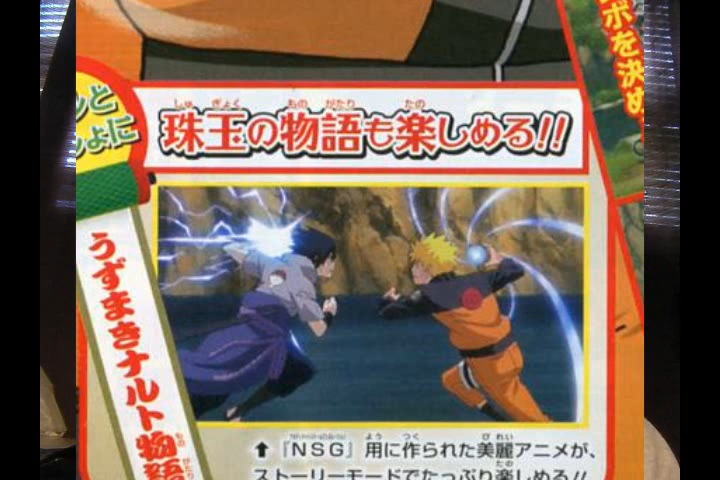 珠玉の物語も楽しめる!!
うずまきナルト物語
⬆『NSG』用に作られた美麗アニメが、
ストーリーモードでたっぷり楽しめる!!
ボを決め